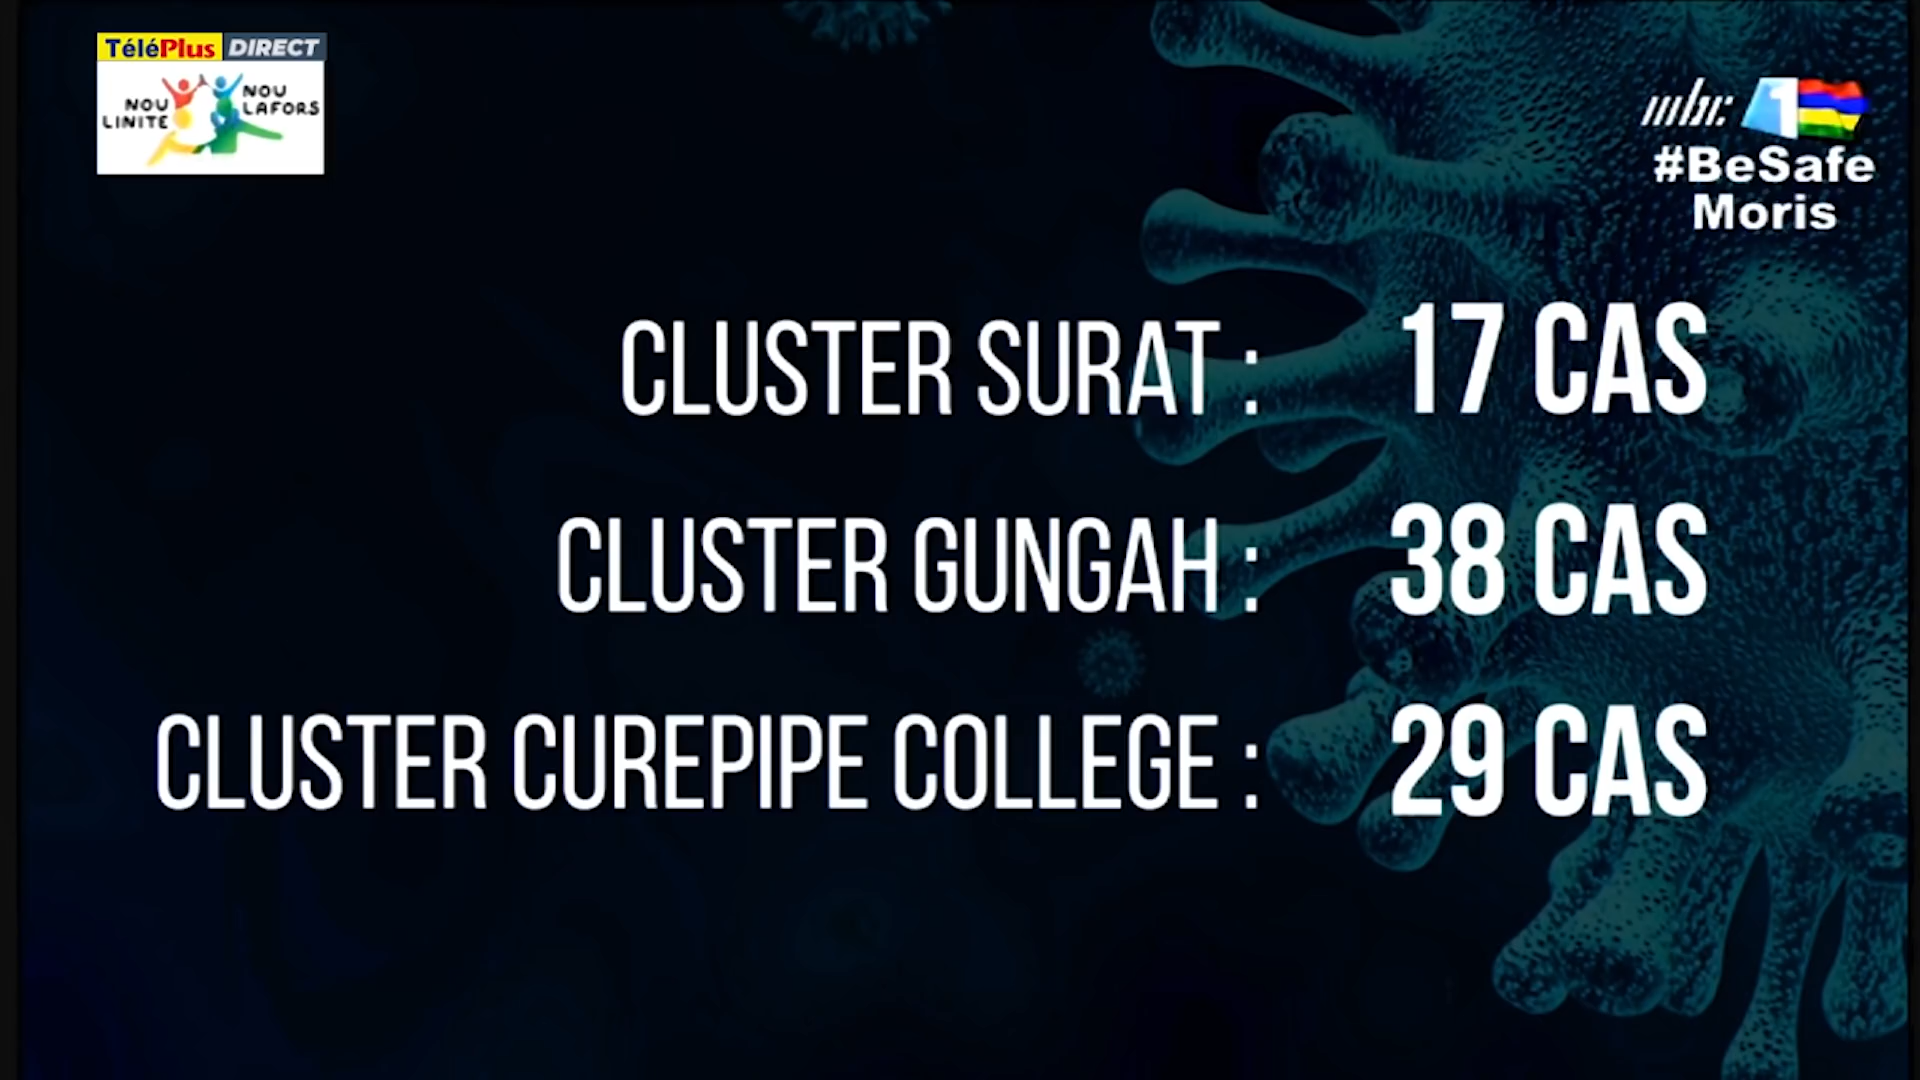 TéléPlus DIRECT
NOU LINITE
NOU LAFORS
mbc 1
#BeSafe
Moris
CLUSTER SURAT : 17 CAS
CLUSTER GUNGAH : 38 CAS
CLUSTER CUREPIPE COLLEGE : 29 CAS